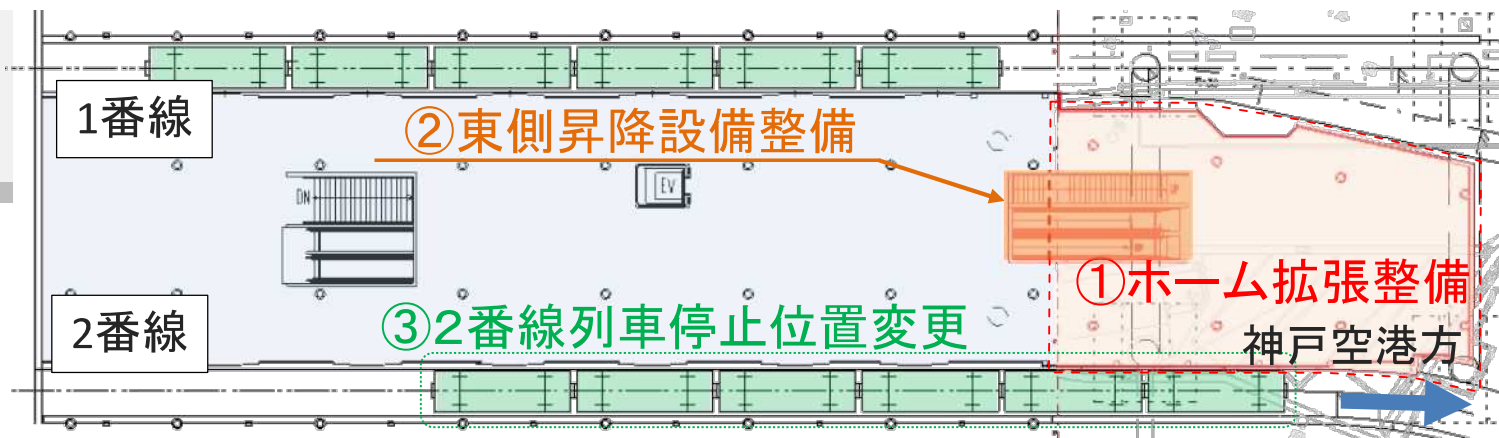 1番線
②東側昇降設備整備
DN
EV
①ホーム拡張整備
2番線
③2番線列車停止位置変更
神戸空港方